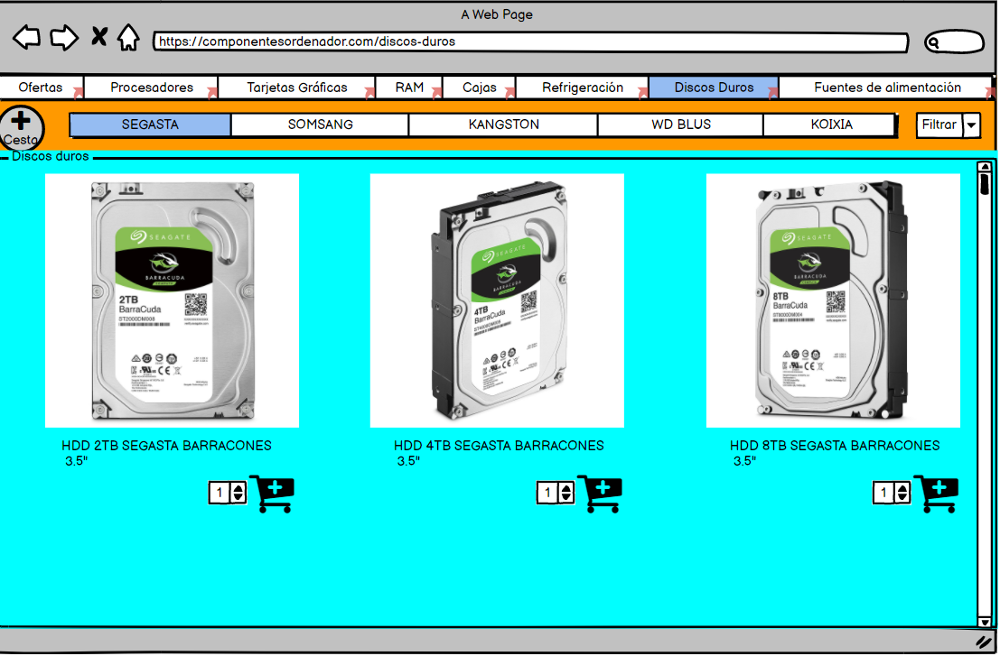 A Web Page
https://componentesordenador.com/discos-duros
Ofertas
Procesadores
Tarjetas Gráficas
RAM
Cajas
Refrigeración
Discos Duros
Fuentes de alimentación
Cesta
SEGASTA
SOMSANG
KANGSTON
WD BLUS
KOIXIA
Filtrar
Discos duros
SEAGATE
BARRACUDA
2TB
BarraCuda
ST2000DM008
SEAGATE
BARRACUDA
4TB
BarraCuda
SEAGATE
BARRACUDA
8TB
BarraCuda
HDD 2TB SEGASTA BARRACONES
3.5"
1
HDD 4TB SEGASTA BARRACONES
3.5"
1
HDD 8TB SEGASTA BARRACONES
3.5"
1